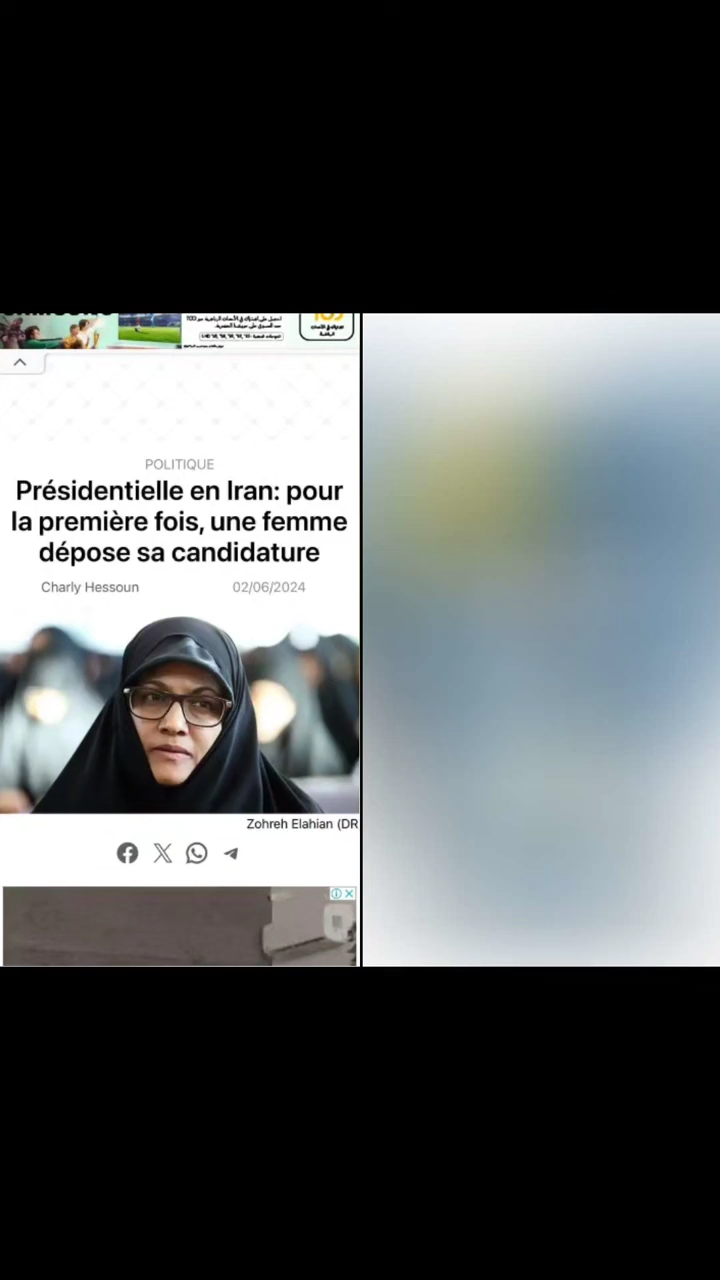 POLITIQUE
Présidentielle en Iran: pour
la première fois, une femme
dépose sa candidature
Charly Hessoun
02/06/2024
Zohreh Elahian (DR